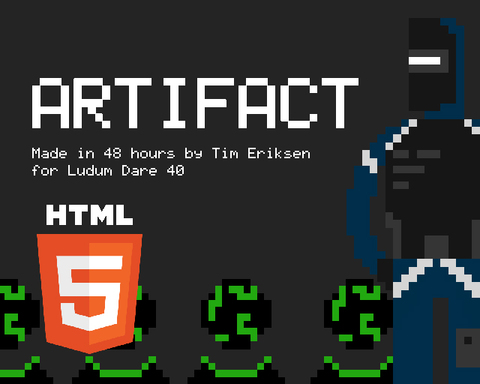 ARTIFACT
Made in 48 hours by Tim Eriksen
for Ludum Dare 40
HTML
5